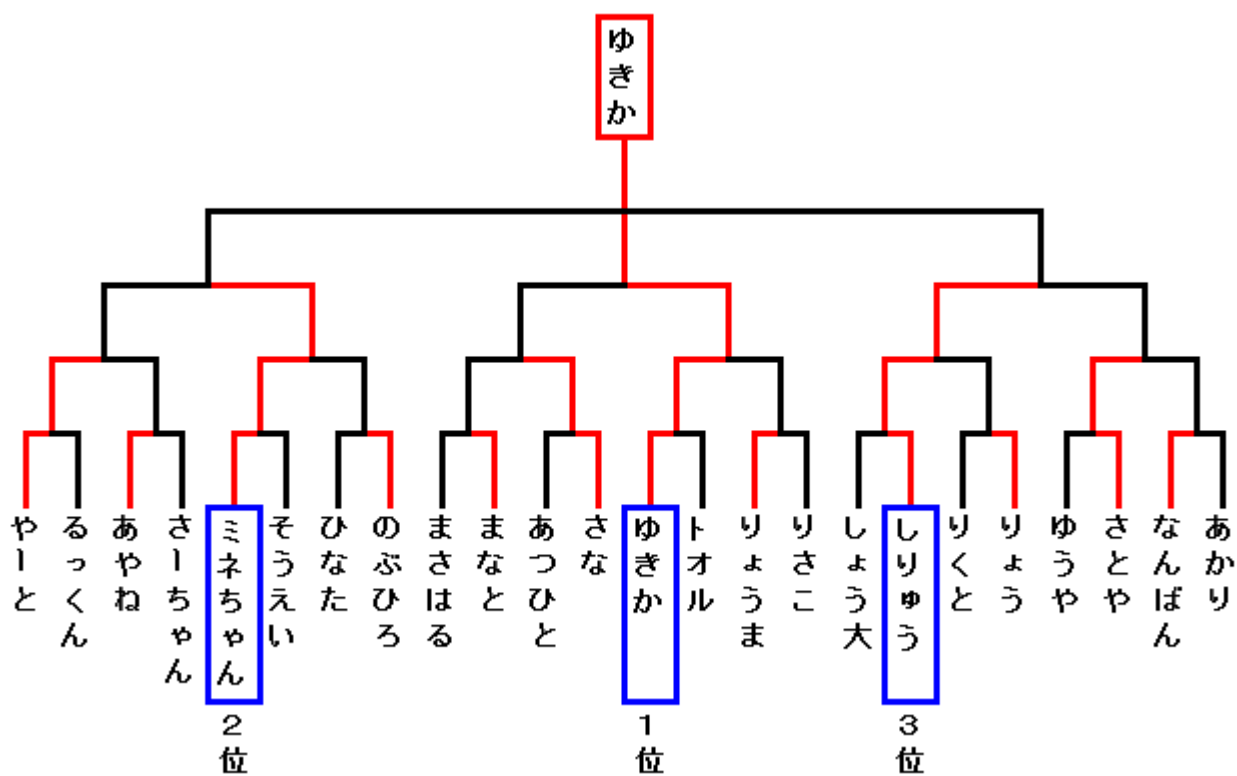 ゆきか
やーと
るっくん
あやね
さーちゃん
ミネちゃん
そうえい
ひなた
のぶひろ
まさはる
まなと
あつひと
さな
ゆきか
トオル
りょうま
りさこ
しょう大
しりゅう
りくと
りょう
ゆうや
さとや
なんばん
あかり
2位
1位
3位